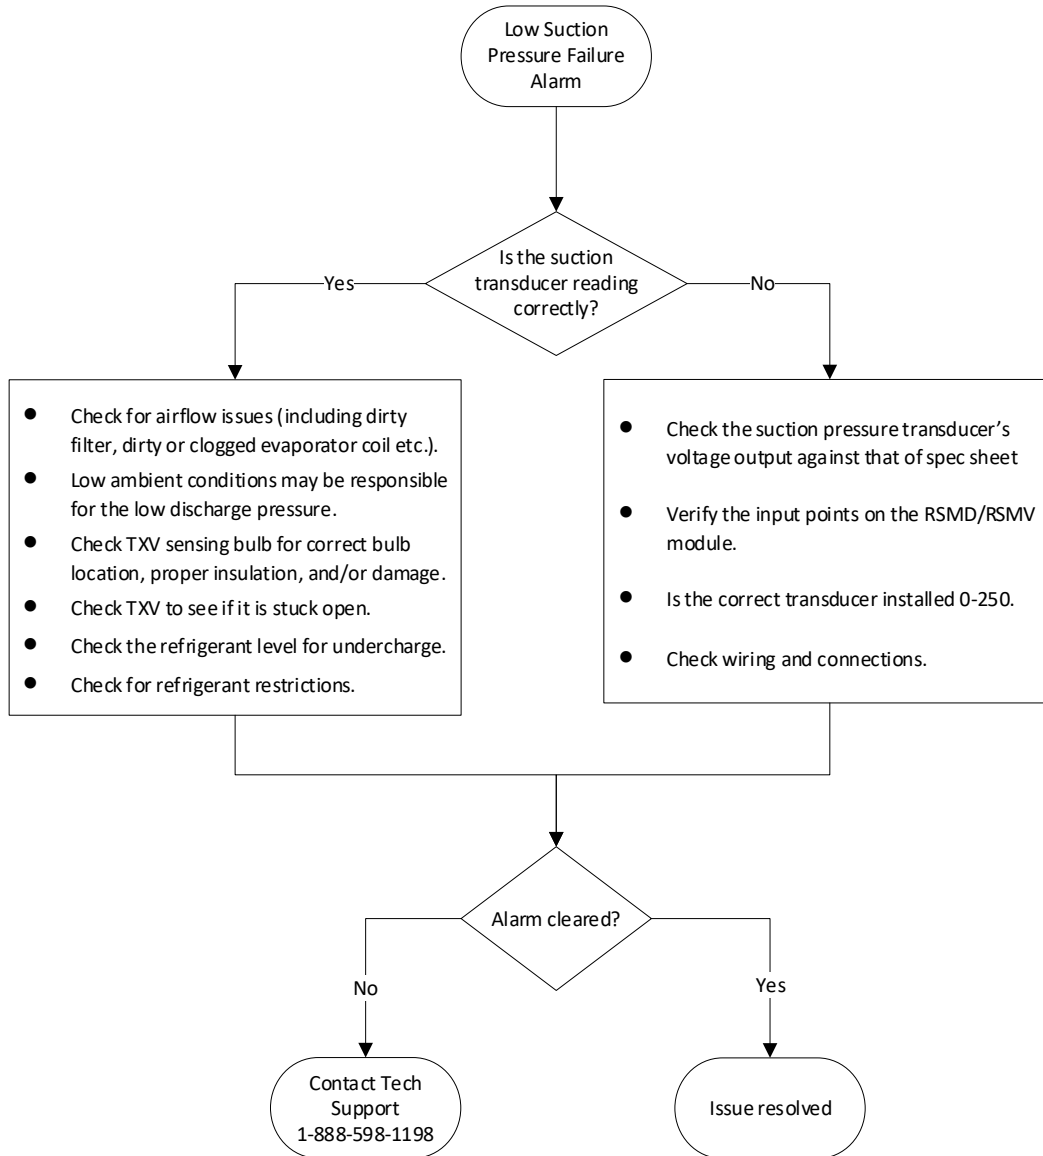 Low Suction
Pressure Failure
Alarm
Is the suction
transducer reading
correctly?
Yes
No
● Check for airflow issues (including dirty
filter, dirty or clogged evaporator coil etc.).
● Low ambient conditions may be responsible
for the low discharge pressure.
● Check TXV sensing bulb for correct bulb
location, proper insulation, and/or damage.
● Check TXV to see if it is stuck open.
● Check the refrigerant level for undercharge.
● Check for refrigerant restrictions.
● Check the suction pressure transducer’s
voltage output against that of spec sheet
● Verify the input points on the RSMD/RSMV
module.
● Is the correct transducer installed 0-250.
● Check wiring and connections.
Alarm cleared?
No
Yes
Contact Tech
Support
1-888-598-1198
Issue resolved